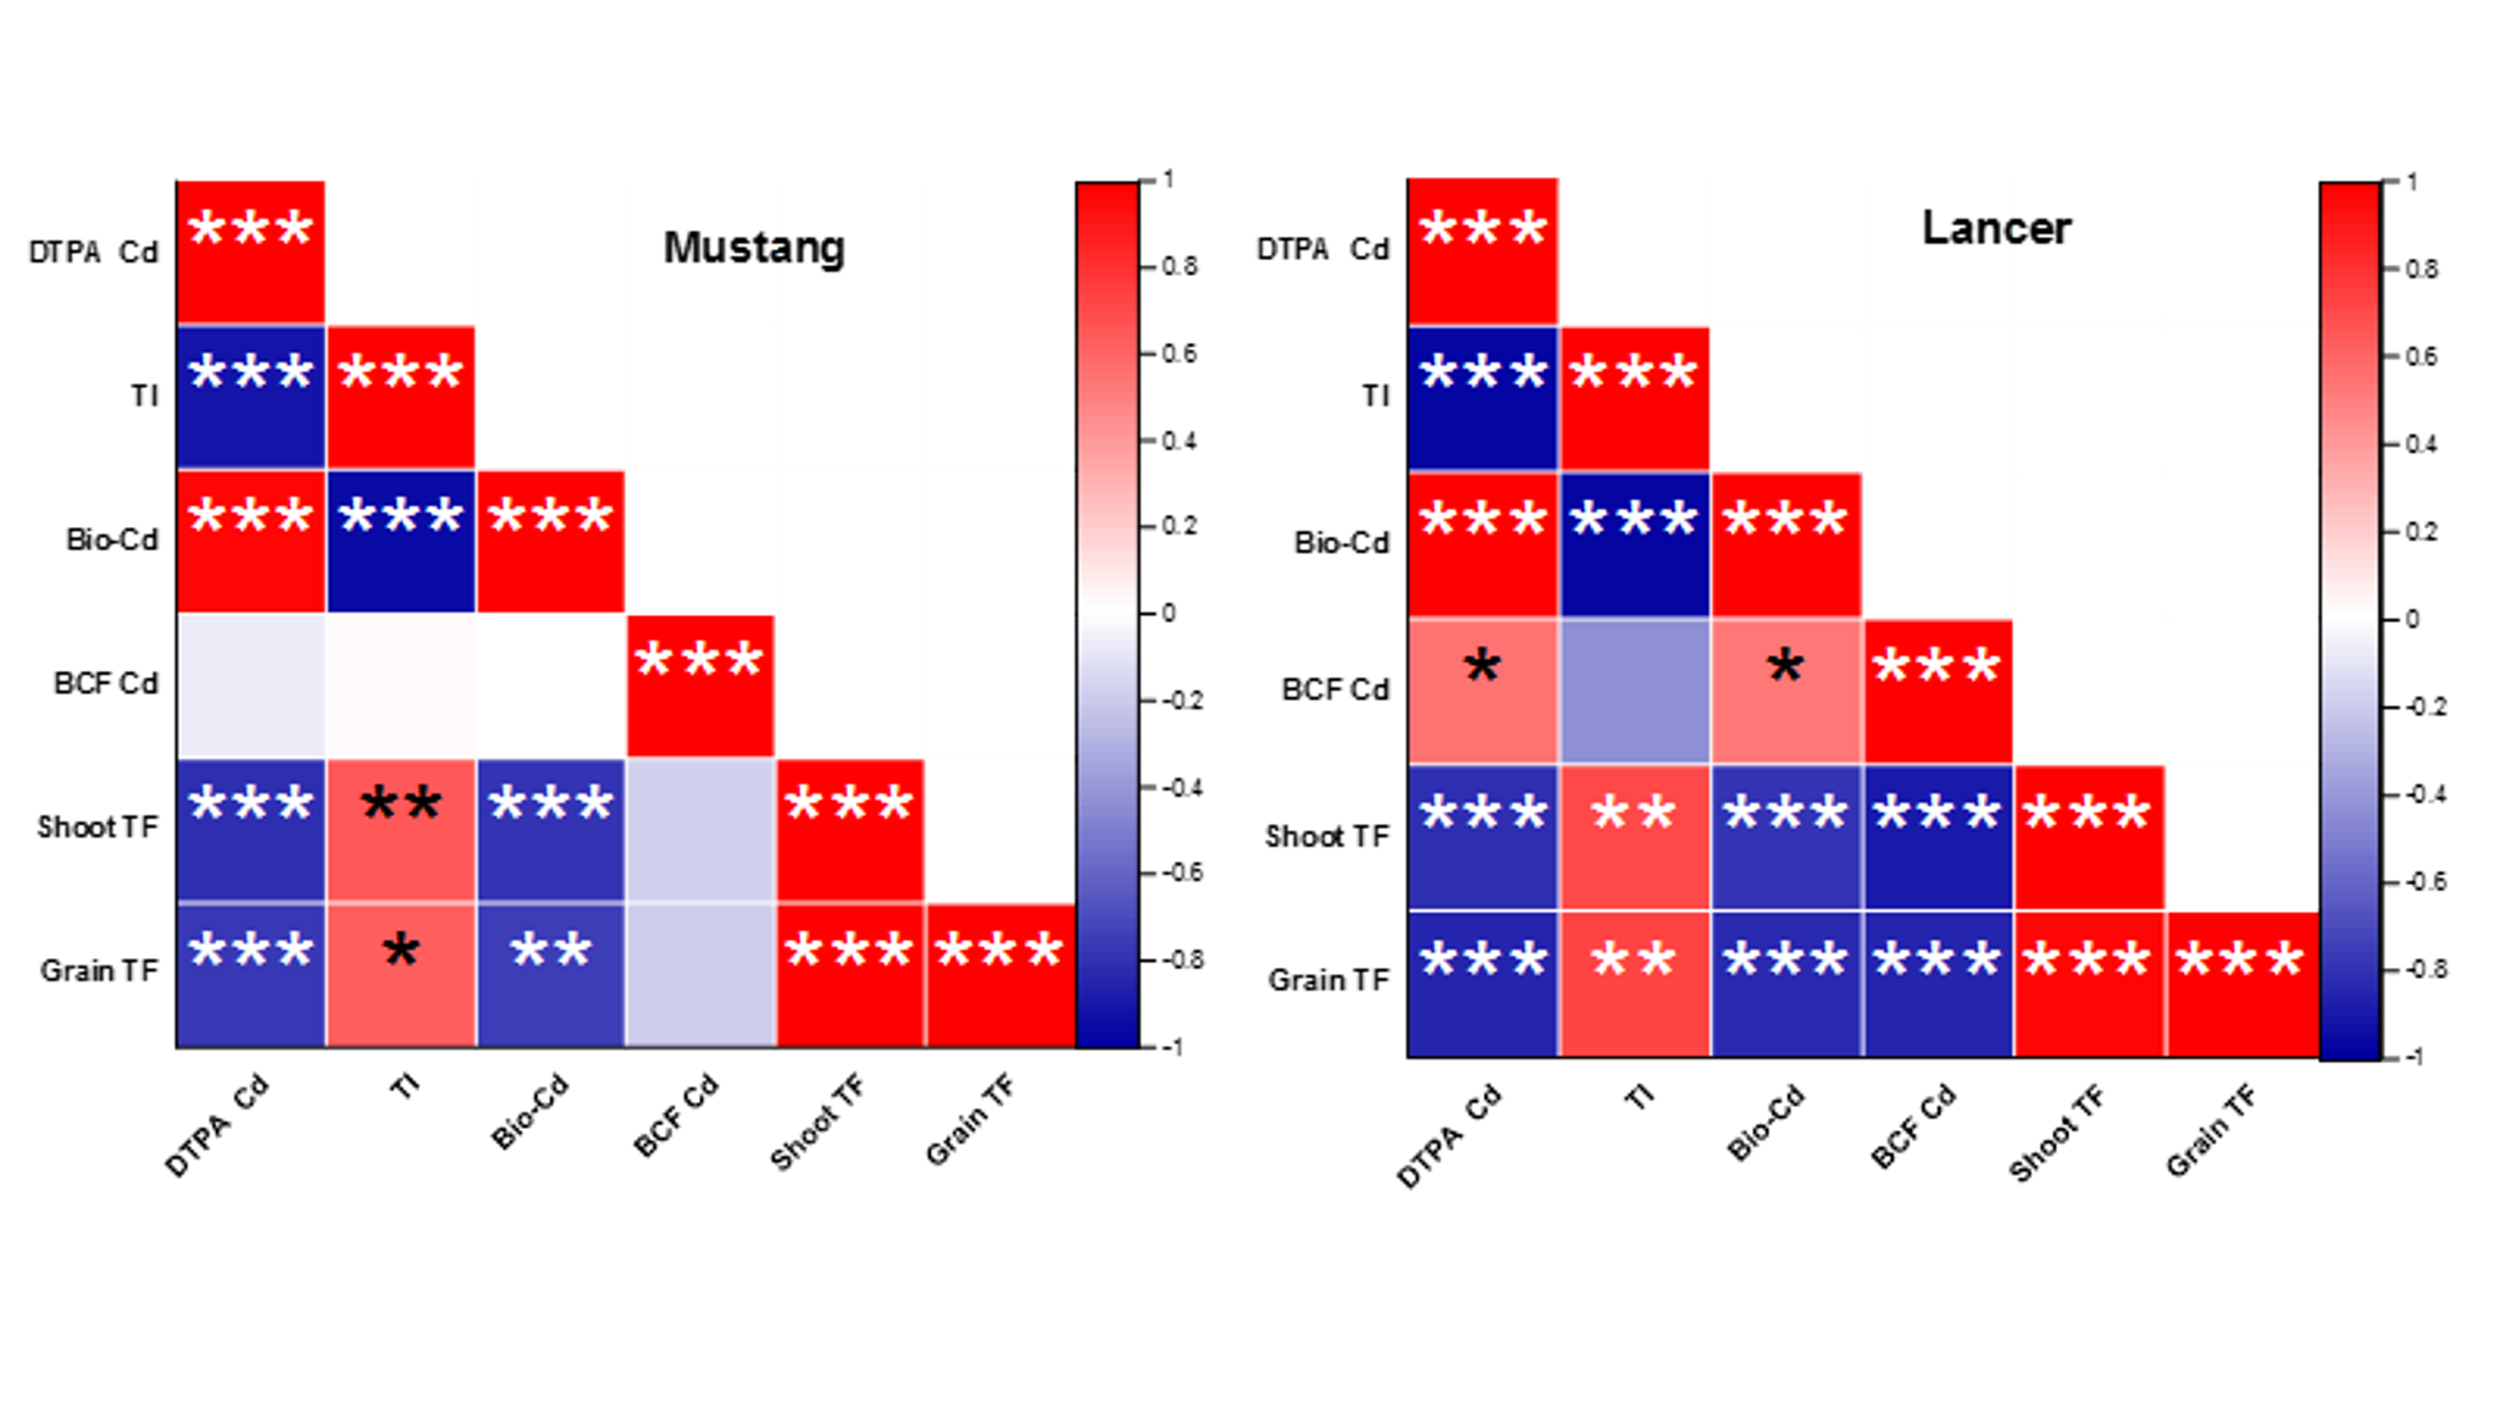 Mustang
1
DTPA Cd
***
0.8
0.6
TI
*** ***
0.4
0.2
Bio-Cd
*** *** ***
0
BCF Cd
***
-0.2
-0.4
Shoot TF
*** ** *** ***
-0.6
-0.8
Grain TF
*** * ** *** ***
-1
DTPA Cd
TI
Bio-Cd
BCF Cd
Shoot TF
Grain TF
Lancer
1
DTPA Cd
***
0.8
0.6
TI
*** ***
0.4
0.2
Bio-Cd
*** *** ***
0
BCF Cd
* * ***
-0.2
-0.4
Shoot TF
*** ** *** *** ***
-0.6
-0.8
Grain TF
*** ** *** *** *** ***
-1
DTPA Cd
TI
Bio-Cd
BCF Cd
Shoot TF
Grain TF